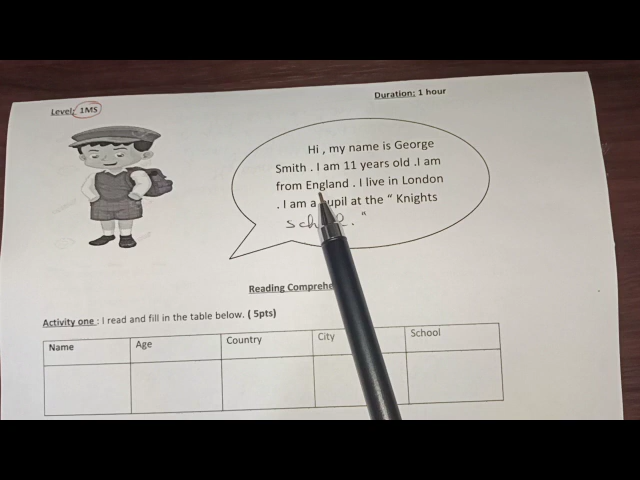 Level: 1MS
Duration: 1 hour
Hi , my name is George
Smith . I am 11 years old .I am
from England . I live in London
. I am a pupil at the “ Knights
“
Reading
Activity one : I read and fill in the table below. ( 5pts)
Name Age Country City School